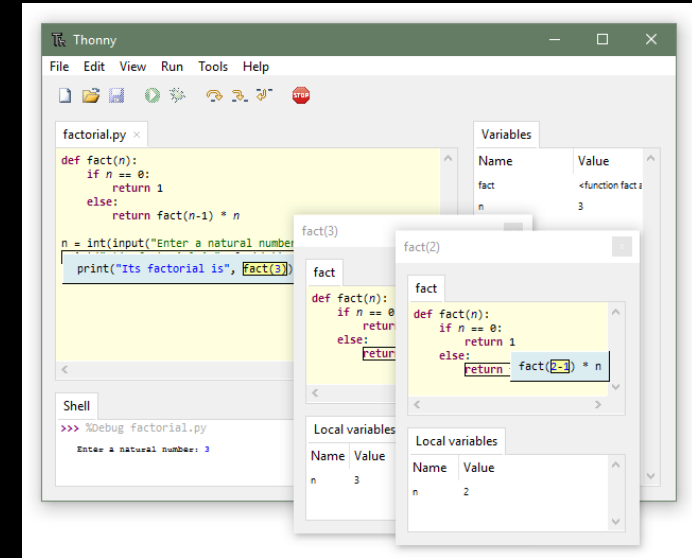 Thonny
File Edit View Run Tools Help
STOP
factorial.py ×
def fact(n):
    if n == 0:
        return 1
    else:
        return fact(n-1) * n
n = int(input("Enter a natural number
print("Its factorial is", fact(3))
Shell
>>> %Debug factorial.py
Enter a natural number: 3
Variables
Name Value
fact <function fact a
n 3
fact(3)
fact
def fact(n):
    if n == 0
        retur
    else:
        retur
Local variables
Name Value
n 3
fact(2)
fact
def fact(n):
    if n == 0:
        return 1
    else:
        return fact(2-1) * n
Local variables
Name Value
n 2